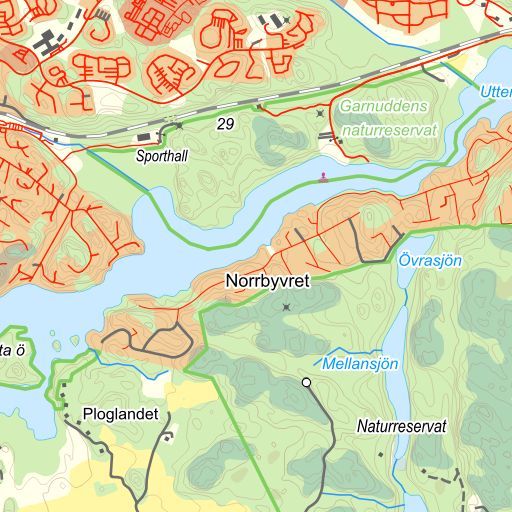 Utter
Garnuddens
naturreservat
29
Sporthall
Övrasjön
Norrbyvret
ta ö
Mellansjön
Ploglandet
Naturreservat